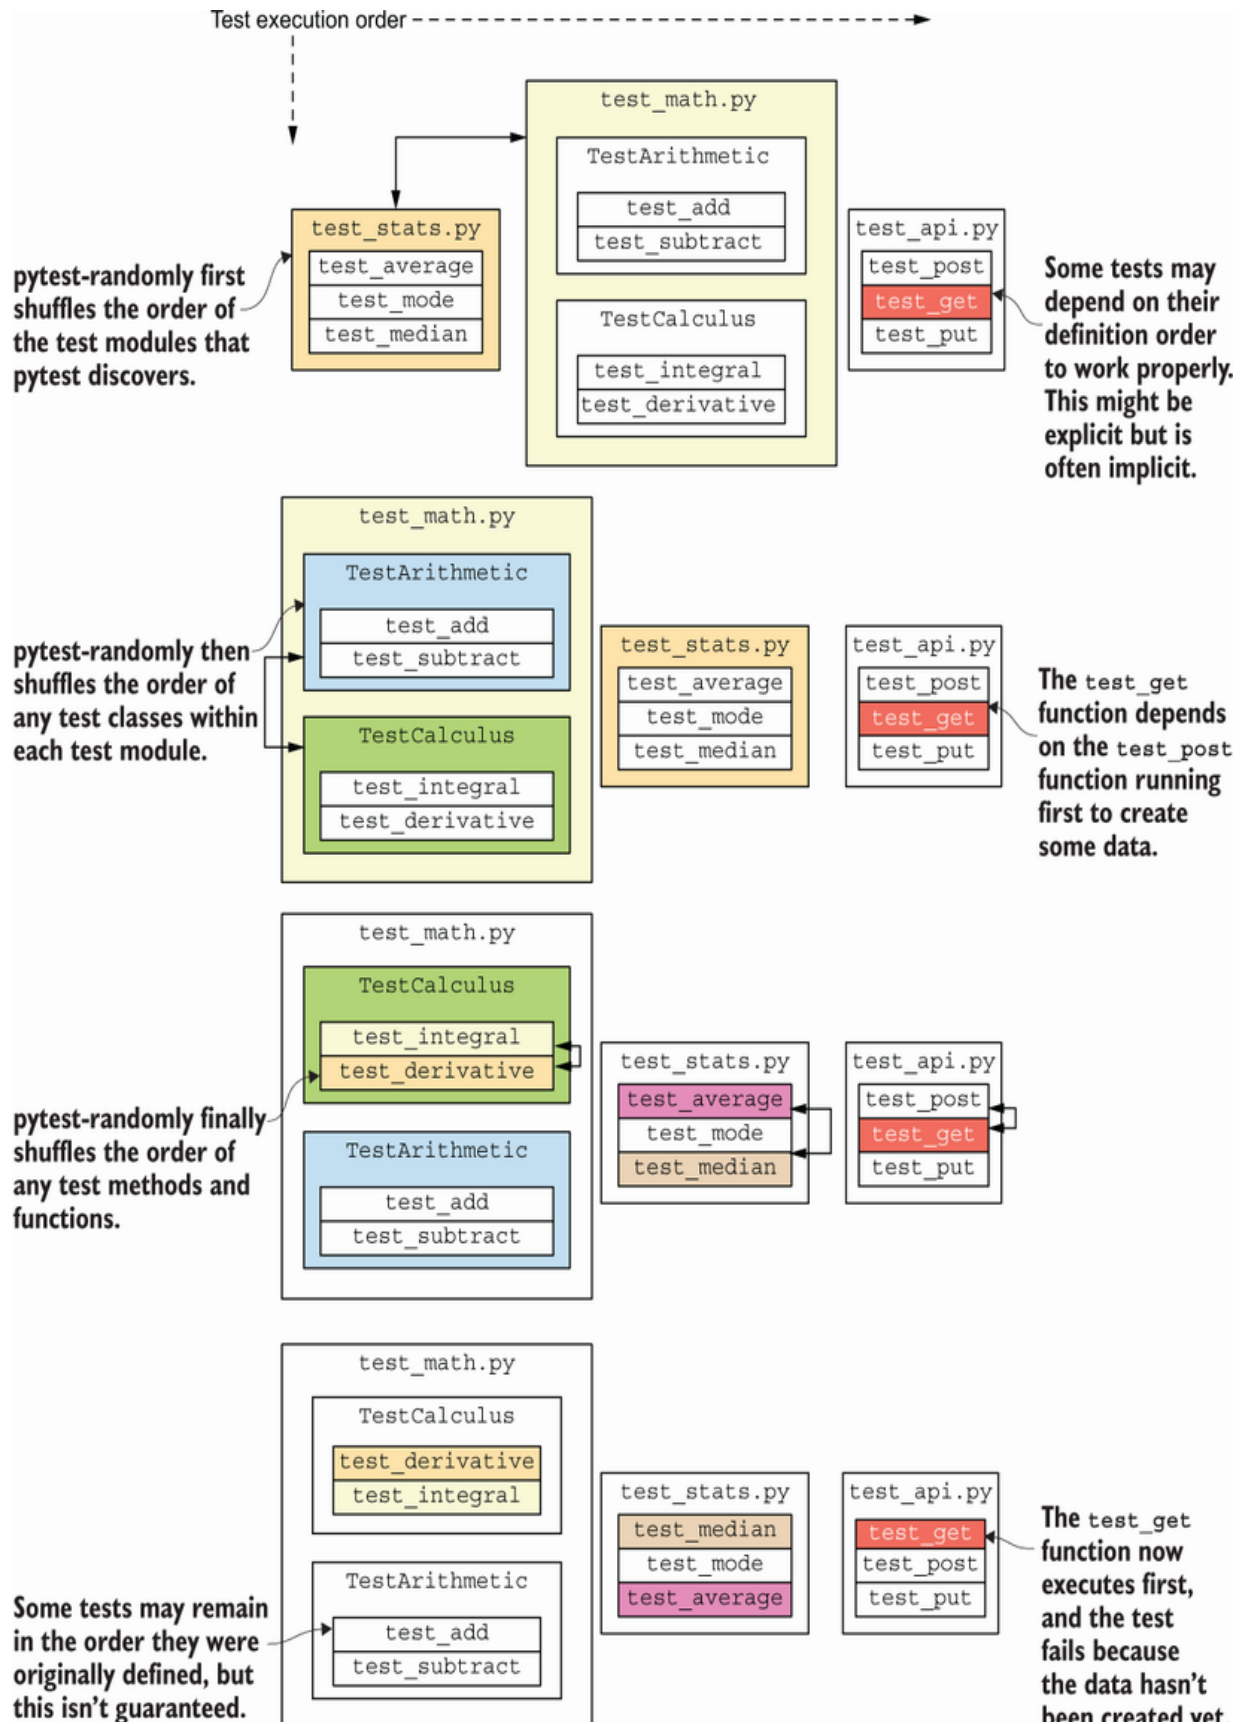 Test execution order
test_math.py
TestArithmetic
test_add
test_subtract
TestCalculus
test_integral
test_derivative
test_stats.py
test_average
test_mode
test_median
test_api.py
test_post
test_get
test_put
pytest-randomly first
shuffles the order of
the test modules that
pytest discovers.
Some tests may
depend on their
definition order
to work properly.
This might be
explicit but is
often implicit.
test_math.py
TestArithmetic
test_add
test_subtract
TestCalculus
test_integral
test_derivative
test_stats.py
test_average
test_mode
test_median
test_api.py
test_post
test_get
test_put
pytest-randomly then
shuffles the order of
any test classes within
each test module.
The test_get
function depends
on the test_post
function running
first to create
some data.
test_math.py
TestCalculus
test_integral
test_derivative
TestArithmetic
test_add
test_subtract
test_stats.py
test_average
test_mode
test_median
test_api.py
test_post
test_get
test_put
pytest-randomly finally
shuffles the order of
any test methods and
functions.
test_math.py
TestCalculus
test_derivative
test_integral
TestArithmetic
test_add
test_subtract
test_stats.py
test_median
test_mode
test_average
test_api.py
test_get
test_post
test_put
Some tests may remain
in the order they were
originally defined, but
this isn't guaranteed.
The test_get
function now
executes first,
and the test
fails because
the data hasn't
been created yet